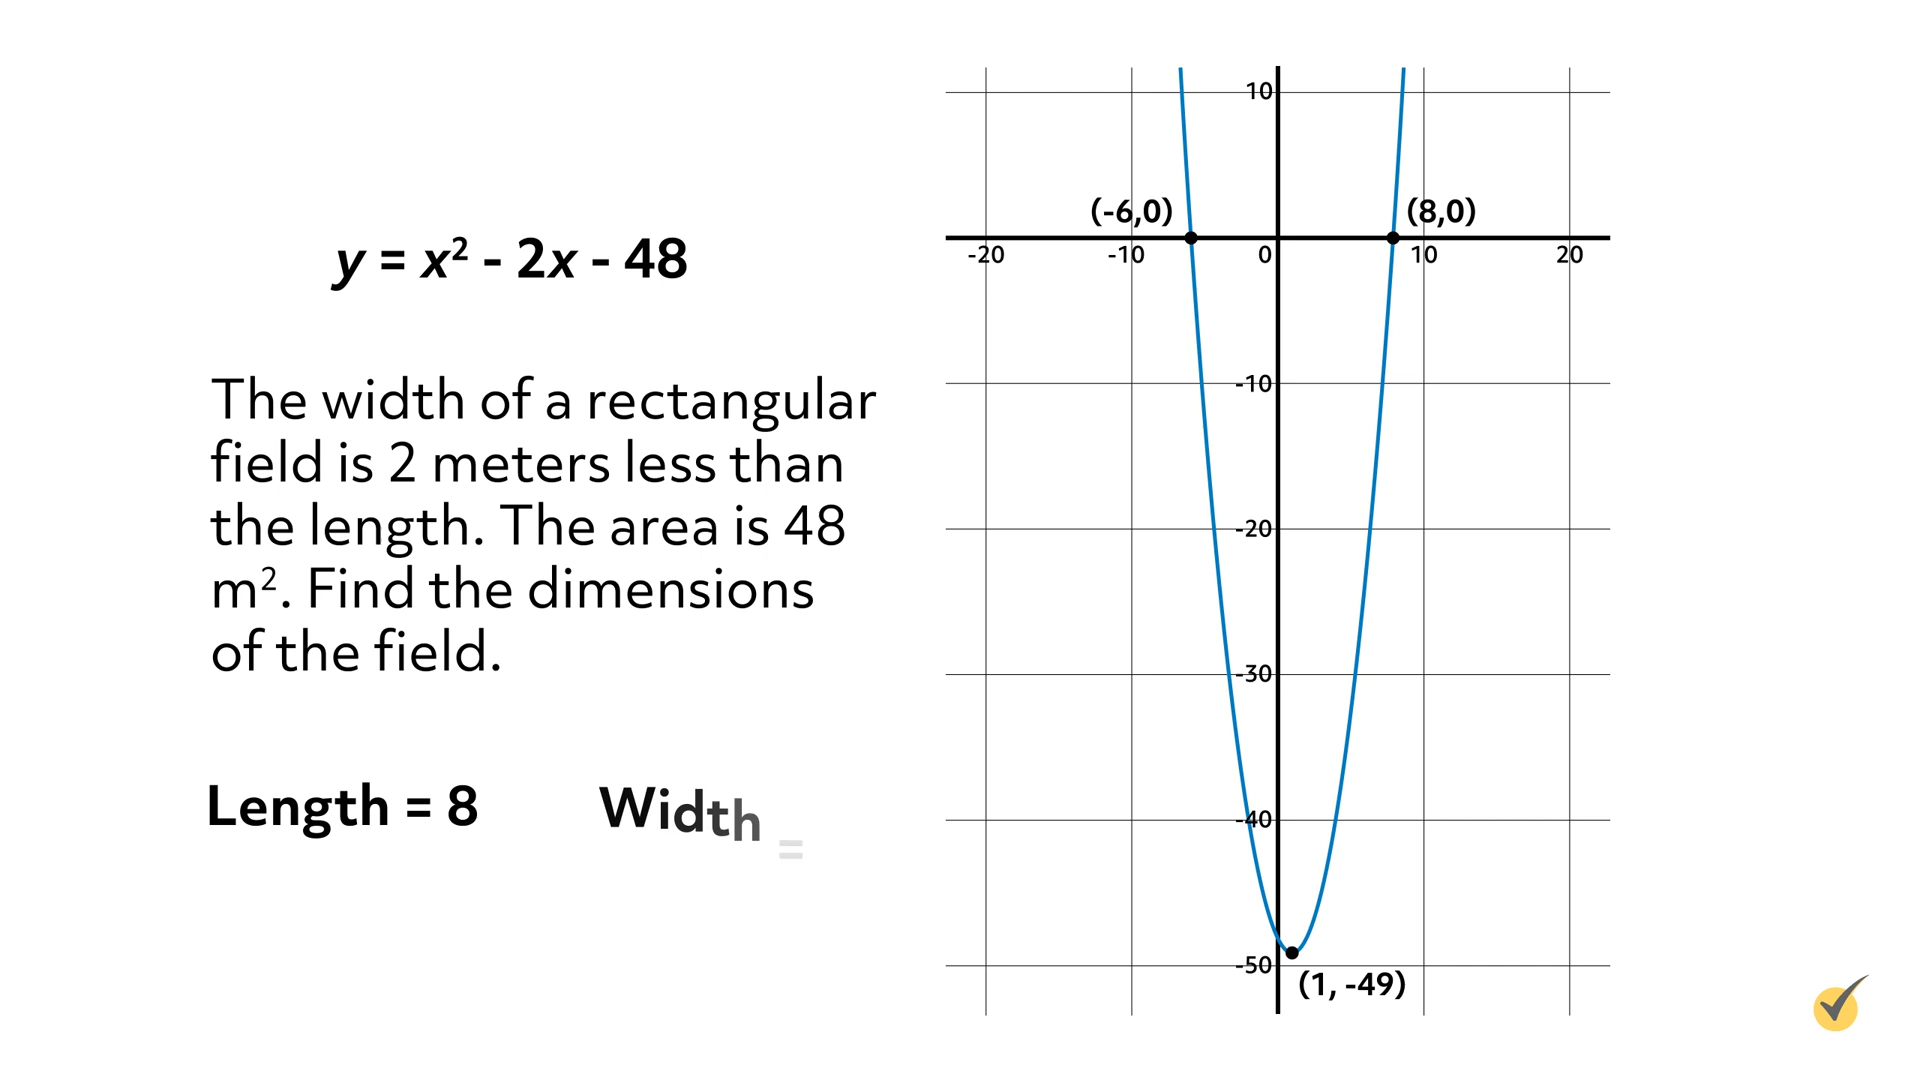 y = x² - 2x - 48
The width of a rectangular
field is 2 meters less than
the length. The area is 48
m². Find the dimensions
of the field.
Length = 8
Width =
10
(-6,0)
(8,0)
-20
-10
0
10
20
-10
-20
-30
-40
-50
(1, -49)